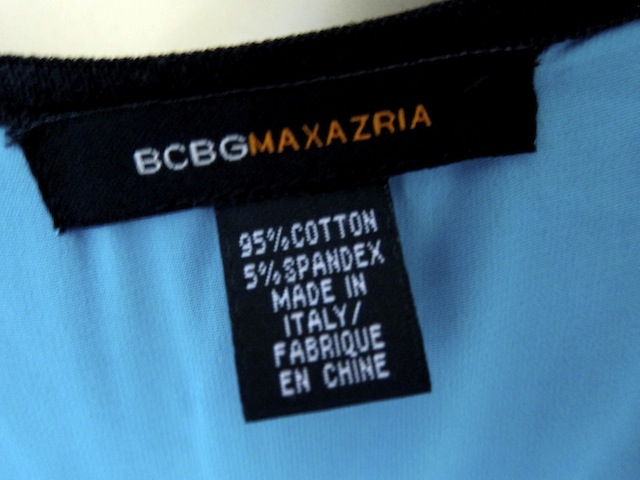 BCBGMAXAZRIA
95%COTTON
5%SPANDEX
MADE IN
ITALY/
FABRIQUE
EN CHINE